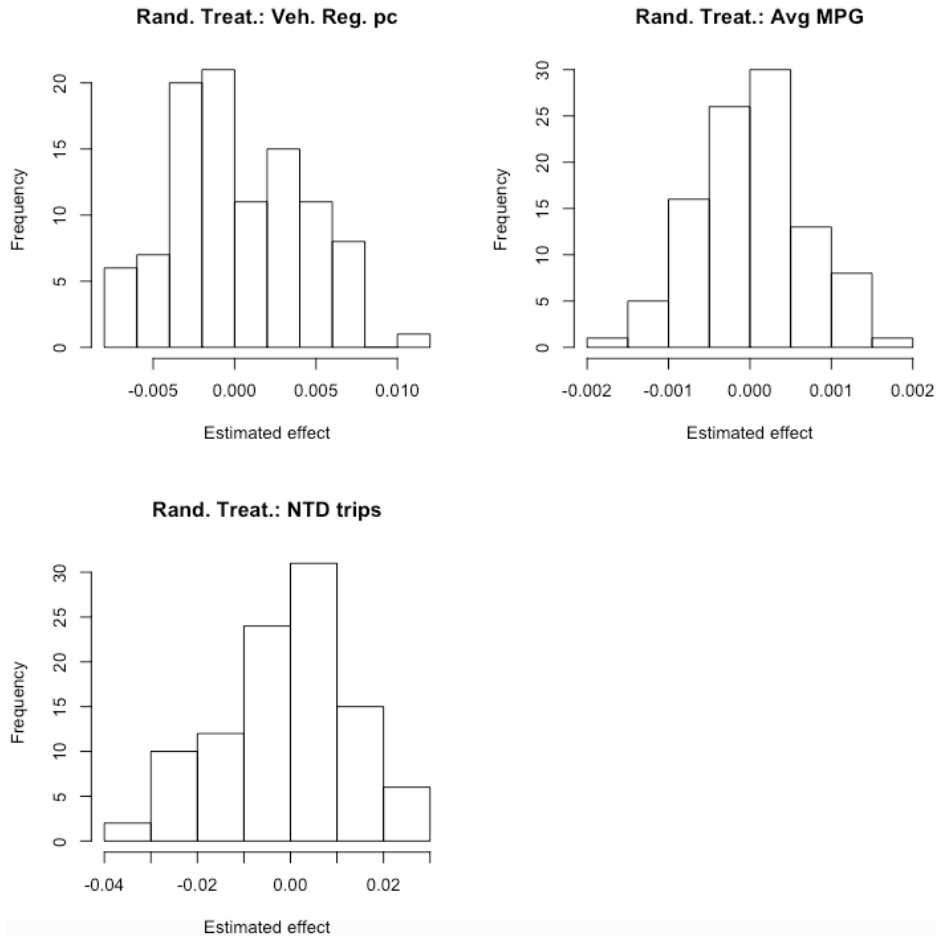 Rand. Treat.: Veh. Reg. pc
Frequency
0 5 10 15 20
-0.005 0.000 0.005 0.010
Estimated effect
Rand. Treat.: Avg MPG
Frequency
0 5 10 15 20 25 30
-0.002 -0.001 0.000 0.001 0.002
Estimated effect
Rand. Treat.: NTD trips
Frequency
0 5 10 15 20 25 30
-0.04 -0.02 0.00 0.02
Estimated effect